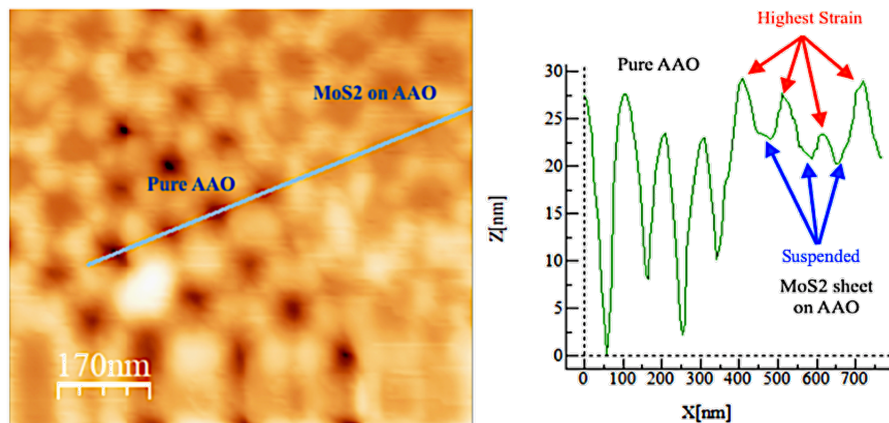 MoS2 on AAO
Pure AAO
170nm
Highest Strain
Pure AAO
Z[nm]
30
25
20
15
10
5
0
0 100 200 300 400 500 600 700
X[nm]
Suspended
MoS2 sheet
on AAO